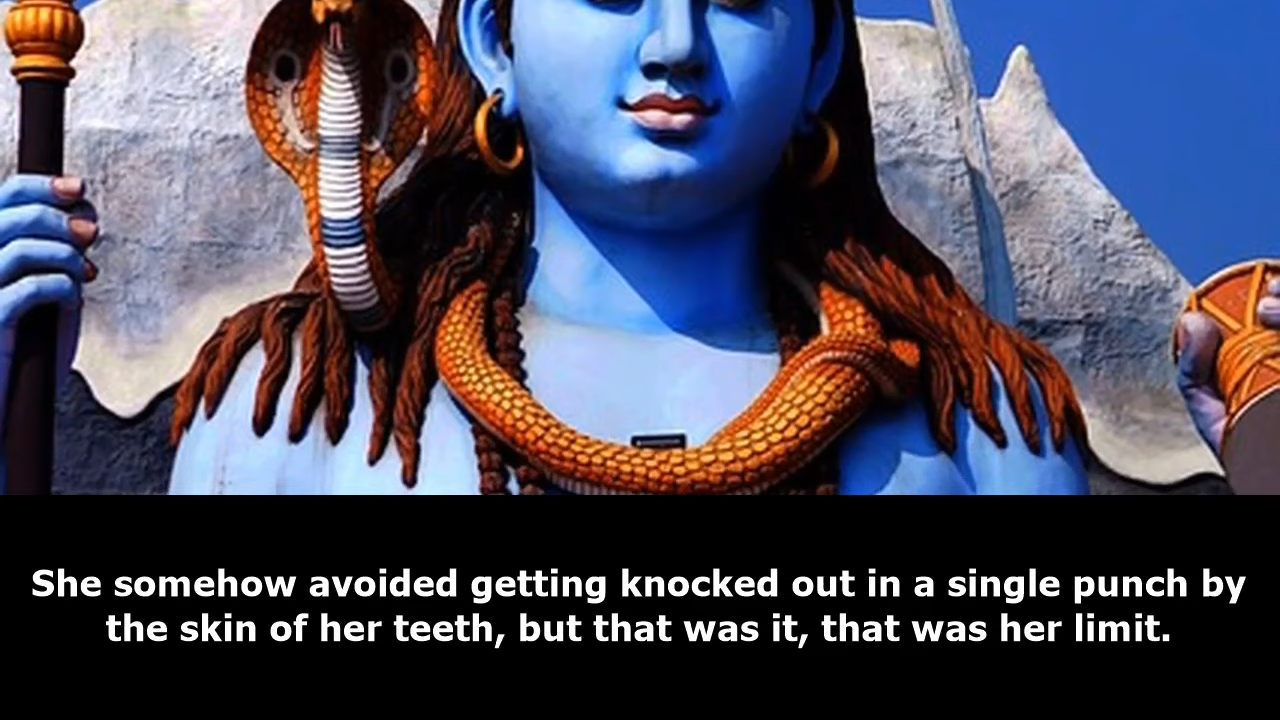 She somehow avoided getting knocked out in a single punch by
the skin of her teeth, but that was it, that was her limit.